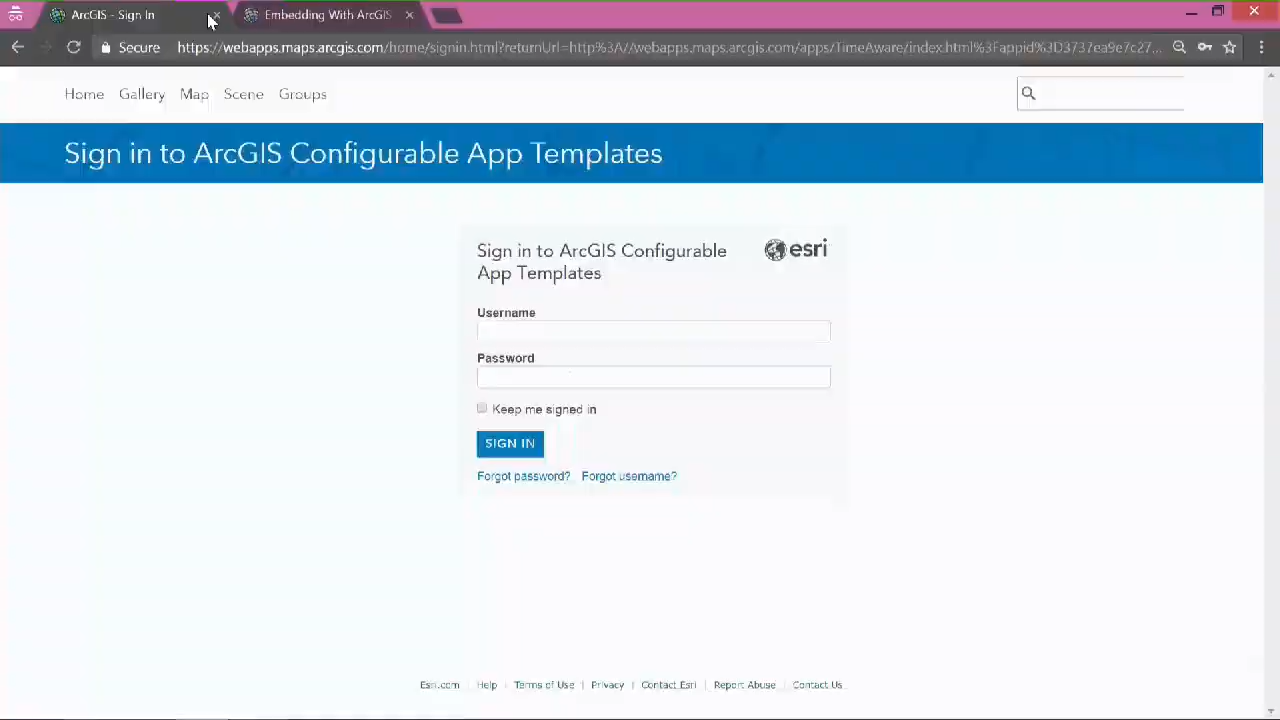 ArcGIS - Sign In
Embedding With ArcGIS
Secure https://webapps.maps.arcgis.com/home/signin.html?returnUrl=http%3A//webapps.maps.arcgis.com/apps/TimeAware/index.html%3Fappid%3D3737ea9e7c27...
Home Gallery Map Scene Groups
Sign in to ArcGIS Configurable App Templates
Sign in to ArcGIS Configurable
App Templates
esri
Username
Password
Keep me signed in
SIGN IN
Forgot password? Forgot username?
Esri.com | Help | Terms of Use | Privacy | Contact Esri | Report Abuse | Contact Us